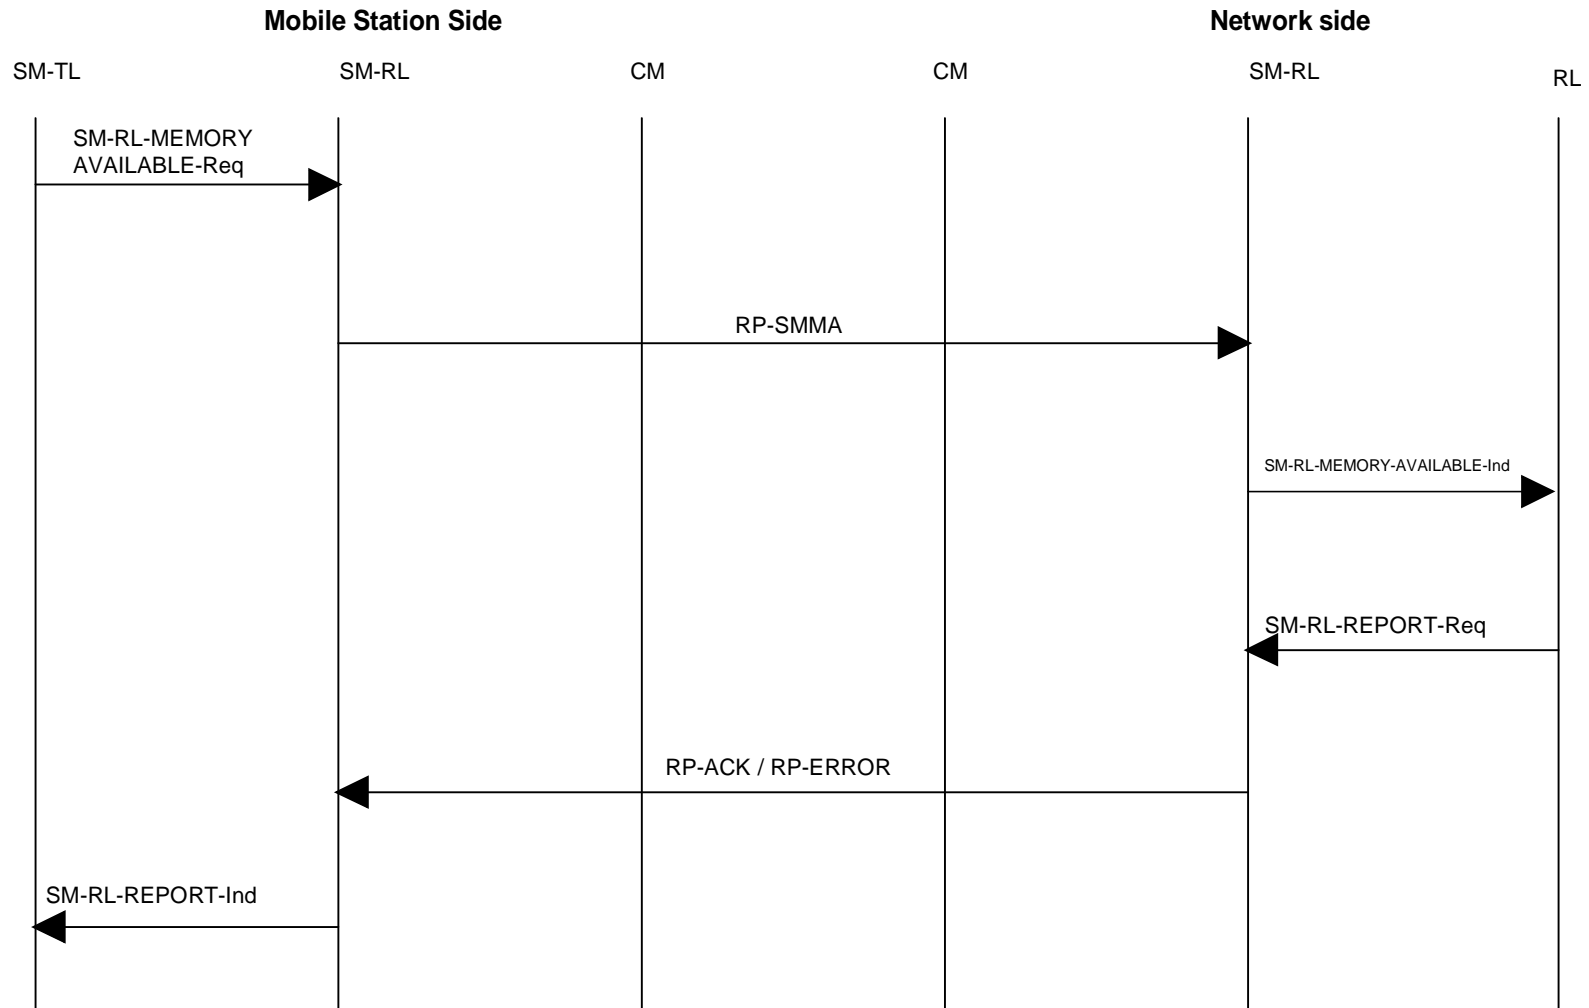 Mobile Station Side
Network side
SM-TL
SM-RL
CM
CM
SM-RL
RL
SM-RL-MEMORY
AVAILABLE-Req
RP-SMMA
SM-RL-MEMORY-AVAILABLE-Ind
SM-RL-REPORT-Req
RP-ACK / RP-ERROR
SM-RL-REPORT-Ind